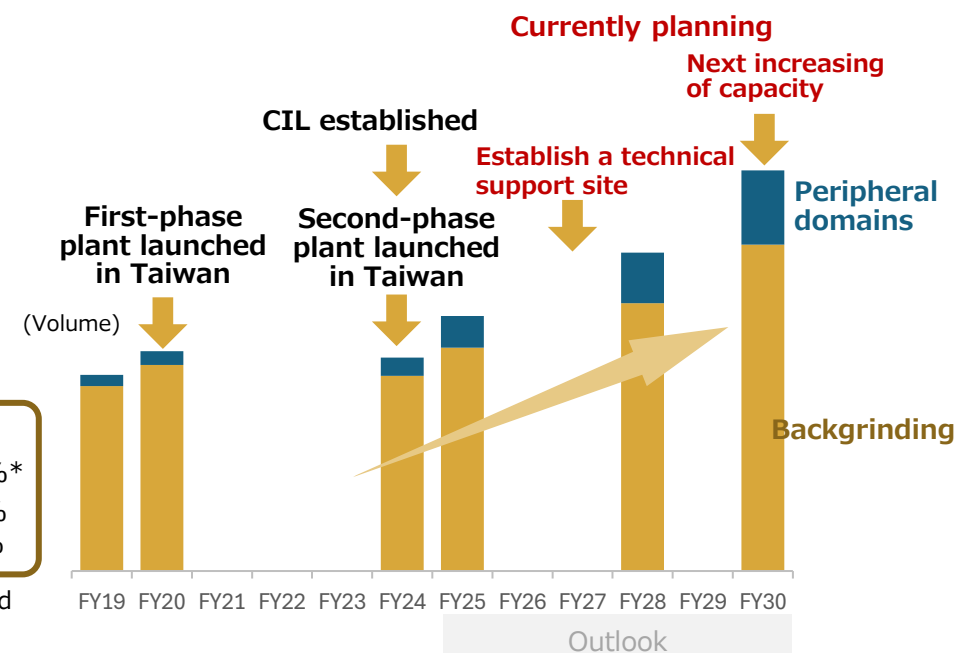 Currently planning
Next increasing
of capacity
CIL established
Establish a technical
support site
Peripheral
domains
First-phase
plant launched
in Taiwan
Second-phase
plant launched
in Taiwan
(Volume)
Backgrinding
%*
%
%
d
FY19 FY20 FY21 FY22 FY23 FY24 FY25 FY26 FY27 FY28 FY29 FY30
Outlook